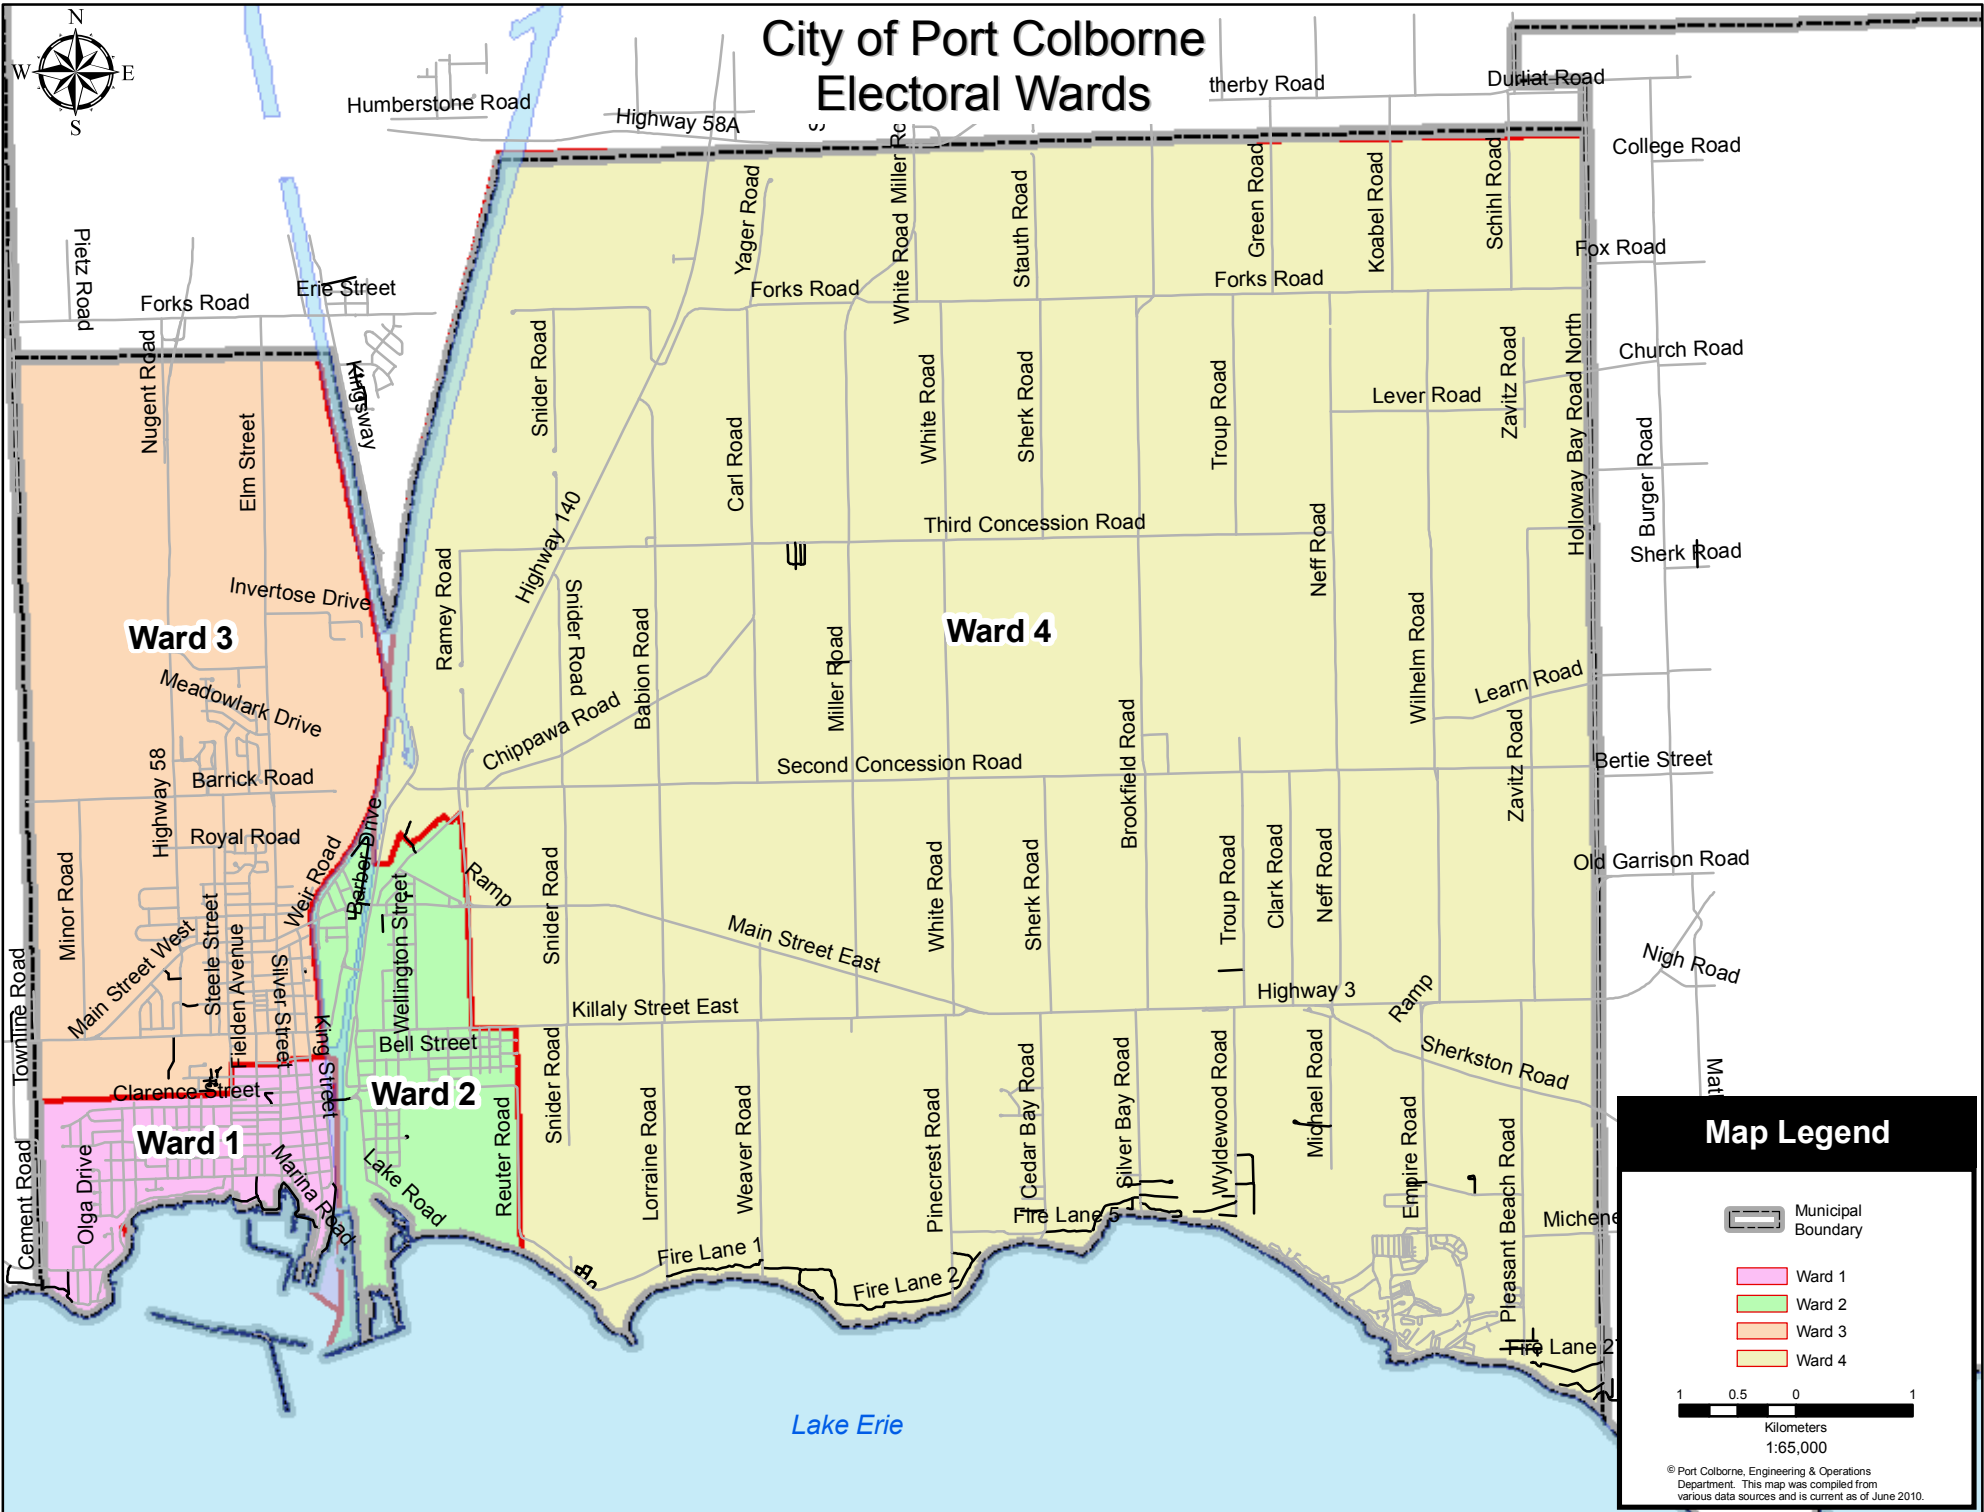 City of Port Colborne
Electoral Wards
N
W
E
S
Humberstone Road
Highway 58A
therby Road
Durliat Road
College Road
Fox Road
Church Road
Burger Road
Sherk Road
Bertie Street
Old Garrison Road
Nigh Road
Pietz Road
Forks Road
Erie Street
Kingsway
Nugent Road
Elm Street
Invertose Drive
Ward 3
Meadowlark Drive
Highway 58
Barrick Road
Royal Road
Minor Road
Weir Road
Barber Drive
Main Street West
Steele Street
Fielden Avenue
Silver Street
King Street
Townline Road
Clarence Street
Ward 1
Olga Drive
Marina Road
Cement Road
Wellington Street
Bell Street
Ward 2
Lake Road
Reuter Road
Ramp
Yager Road
White Road
Miller Ro
Stauth Road
Green Road
Koabel Road
Schihl Road
Forks Road
Forks Road
Snider Road
Carl Road
White Road
Sherk Road
Troup Road
Lever Road
Zavitz Road
Holloway Bay Road North
Highway 140
Third Concession Road
Neff Road
Ramey Road
Snider Road
Babion Road
Miller Road
Ward 4
Wilhelm Road
Learn Road
Chippawa Road
Second Concession Road
Brookfield Road
Zavitz Road
Snider Road
White Road
Sherk Road
Troup Road
Clark Road
Neff Road
Main Street East
Killaly Street East
Highway 3
Ramp
Sherkston Road
Snider Road
Lorraine Road
Weaver Road
Pinecrest Road
Cedar Bay Road
Silver Bay Road
Wyldewood Road
Michael Road
Empire Road
Pleasant Beach Road
Michene
Matt
Fire Lane 1
Fire Lane 2
Fire Lane 5
Fire Lane 2
Lake Erie
Map Legend
Municipal
Boundary
Ward 1
Ward 2
Ward 3
Ward 4
1 0.5 0 1
Kilometers
1:65,000
© Port Colborne, Engineering & Operations
Department. This map was compiled from
various data sources and is current as of June 2010.